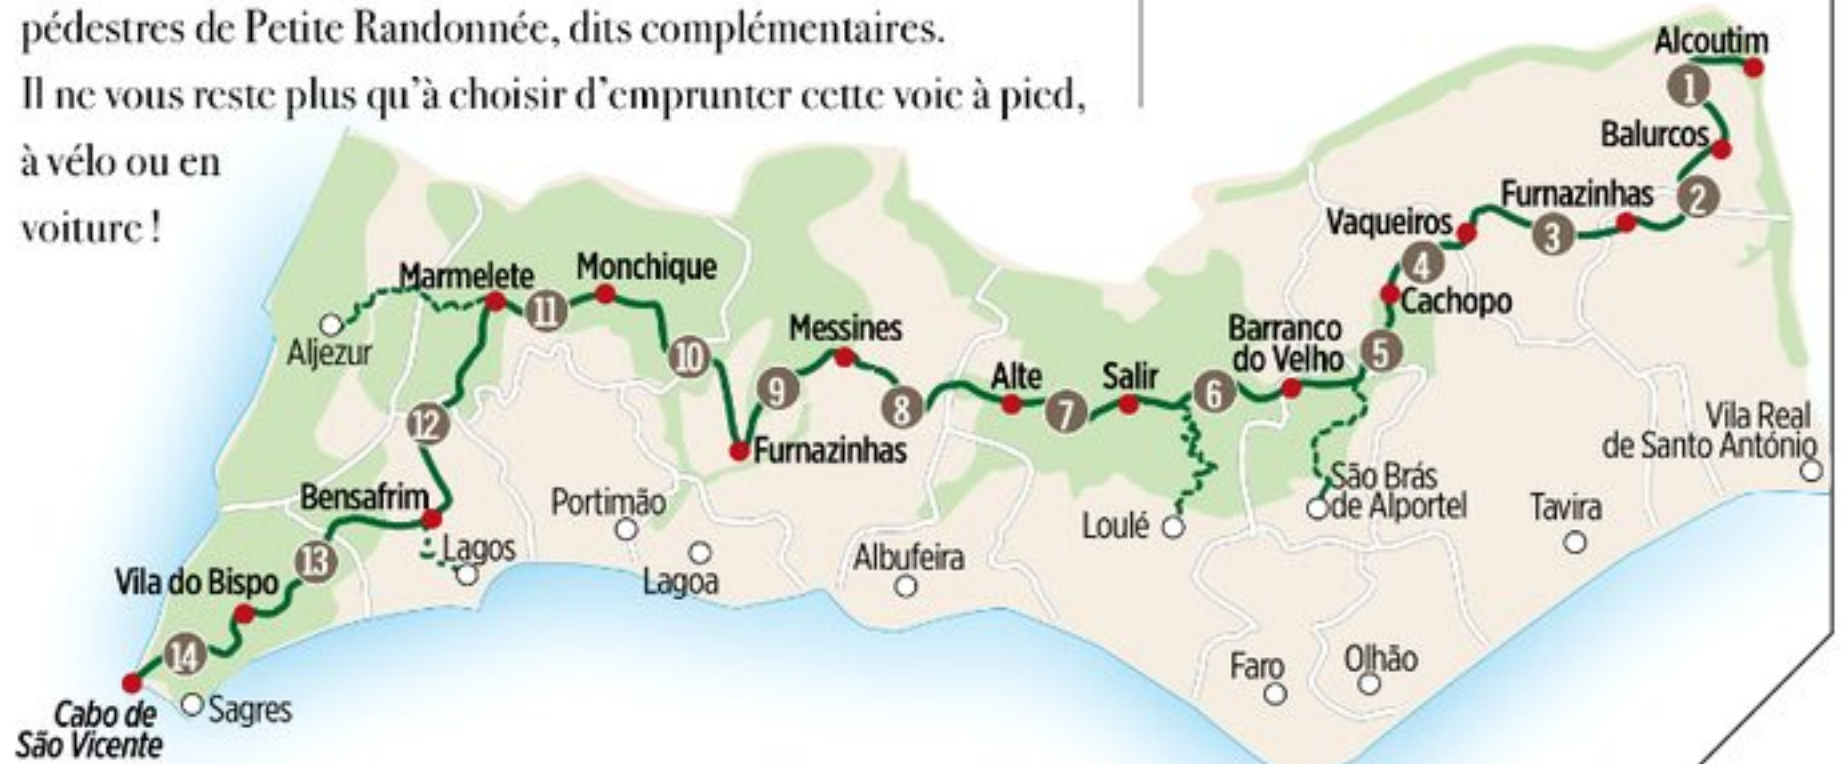 pédestres de Petite Randonnée, dits complémentaires.
Il ne vous reste plus qu'à choisir d'emprunter cette voie à pied,
à vélo ou en
voiture !
Alcoutim
1
Balurcos
2
Furnazinhas
3
Vaqueiros
4
Cachopo
5
Barranco
do Velho
6
Salir
7
Alte
8
Messines
9
Furnazinhas
10
Monchique
11
Marmelete
Aljezur
12
Bensafrim
13
Vila do Bispo
14
Cabo de
São Vicente
Sagres
Lagos
Portimão
Lagoa
Albufeira
Loulé
São Brás
de Alportel
Faro
Olhão
Tavira
Vila Real
de Santo António